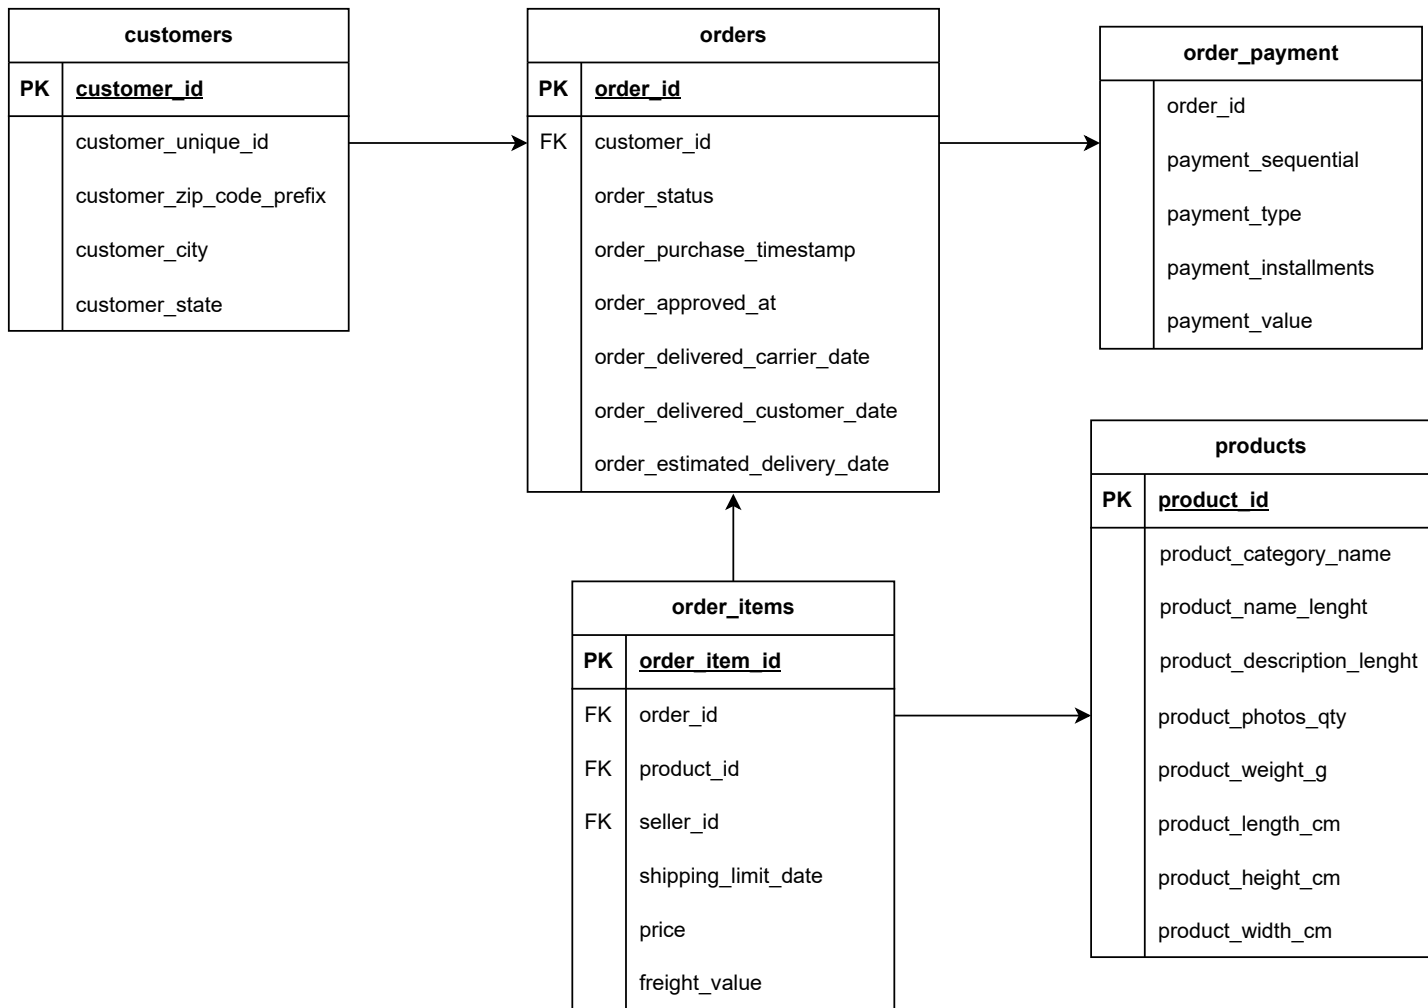 customers
PK customer_id
customer_unique_id
customer_zip_code_prefix
customer_city
customer_state
orders
PK order_id
FK customer_id
order_status
order_purchase_timestamp
order_approved_at
order_delivered_carrier_date
order_delivered_customer_date
order_estimated_delivery_date
order_payment
order_id
payment_sequential
payment_type
payment_installments
payment_value
order_items
PK order_item_id
FK order_id
FK product_id
FK seller_id
shipping_limit_date
price
freight_value
products
PK product_id
product_category_name
product_name_lenght
product_description_lenght
product_photos_qty
product_weight_g
product_length_cm
product_height_cm
product_width_cm